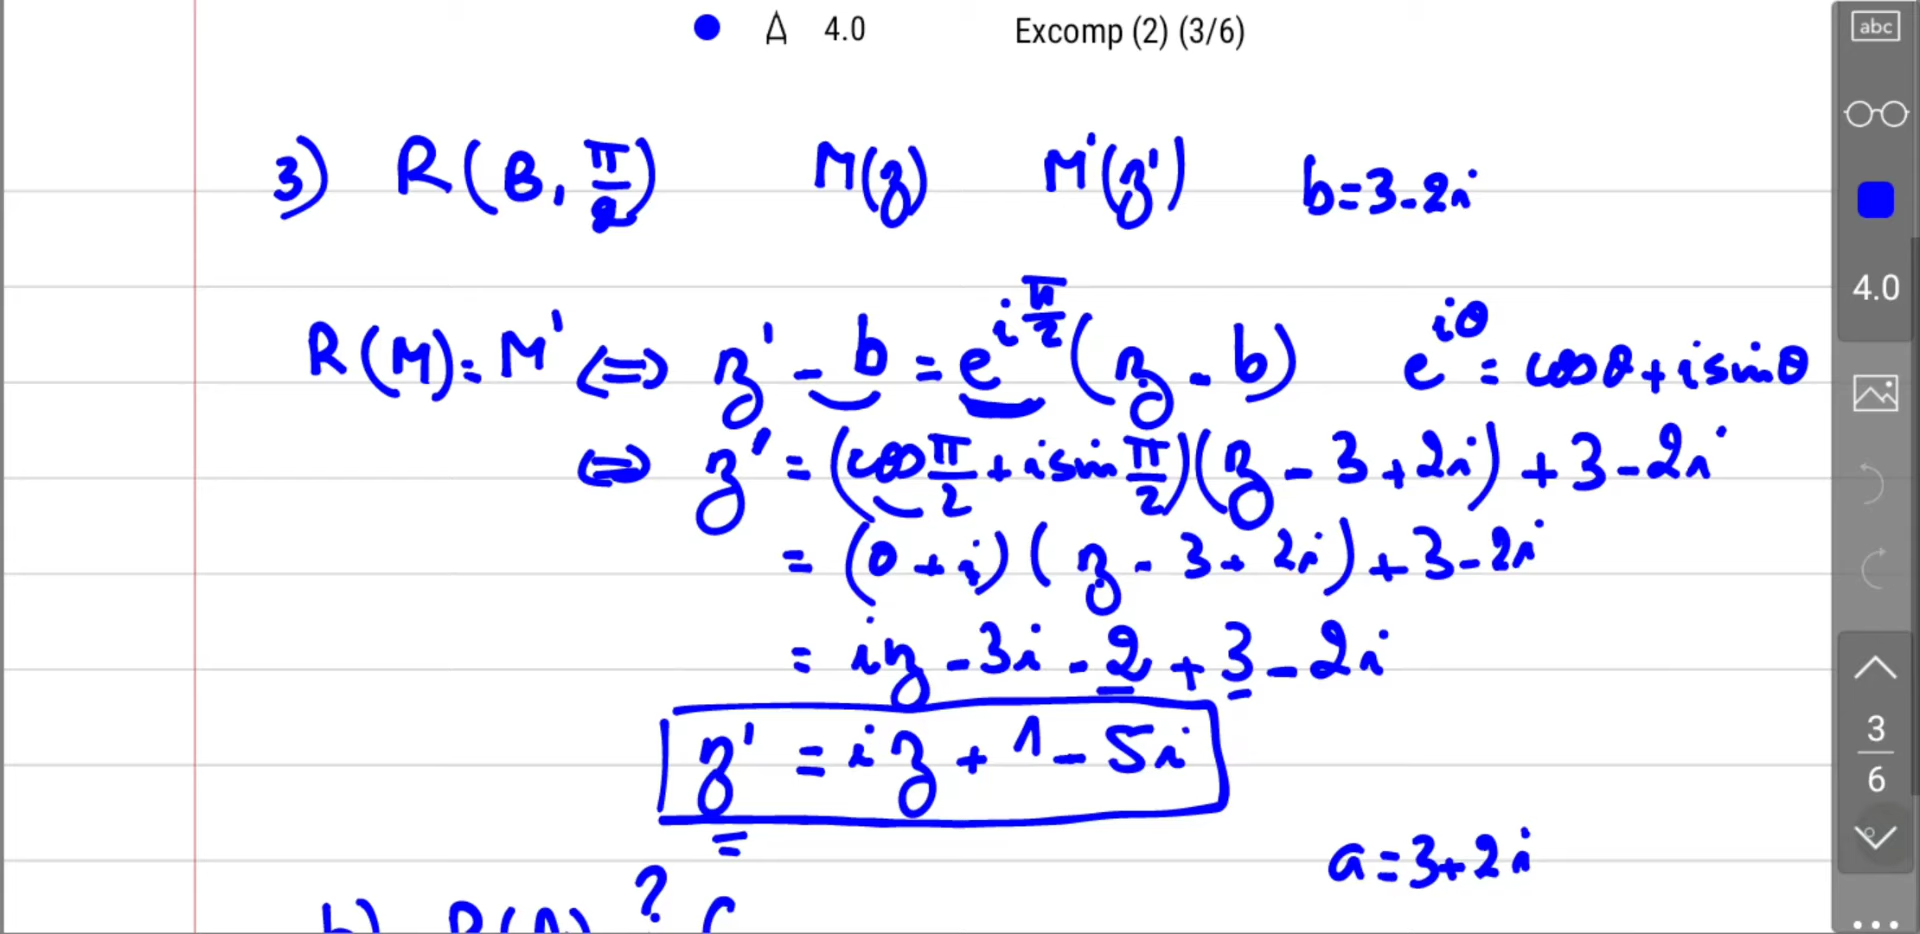 4.0 Excomp (2) (3/6)
abc
3) R(B, π/2) M(z) M'(z') b=3-2i
4.0
R(M)=M' ⇔ z'-b = e^(iπ/2) (z-b) e^(iθ) = cosθ+isinθ
⇔ z' = (cos π/2 + isin π/2)(z-3+2i)+3-2i
= (0+i)(z-3+2i)+3-2i
= iz-3i-2+3-2i
z' = iz+1-5i
3
6
a=3+2i
b) R(A) ?